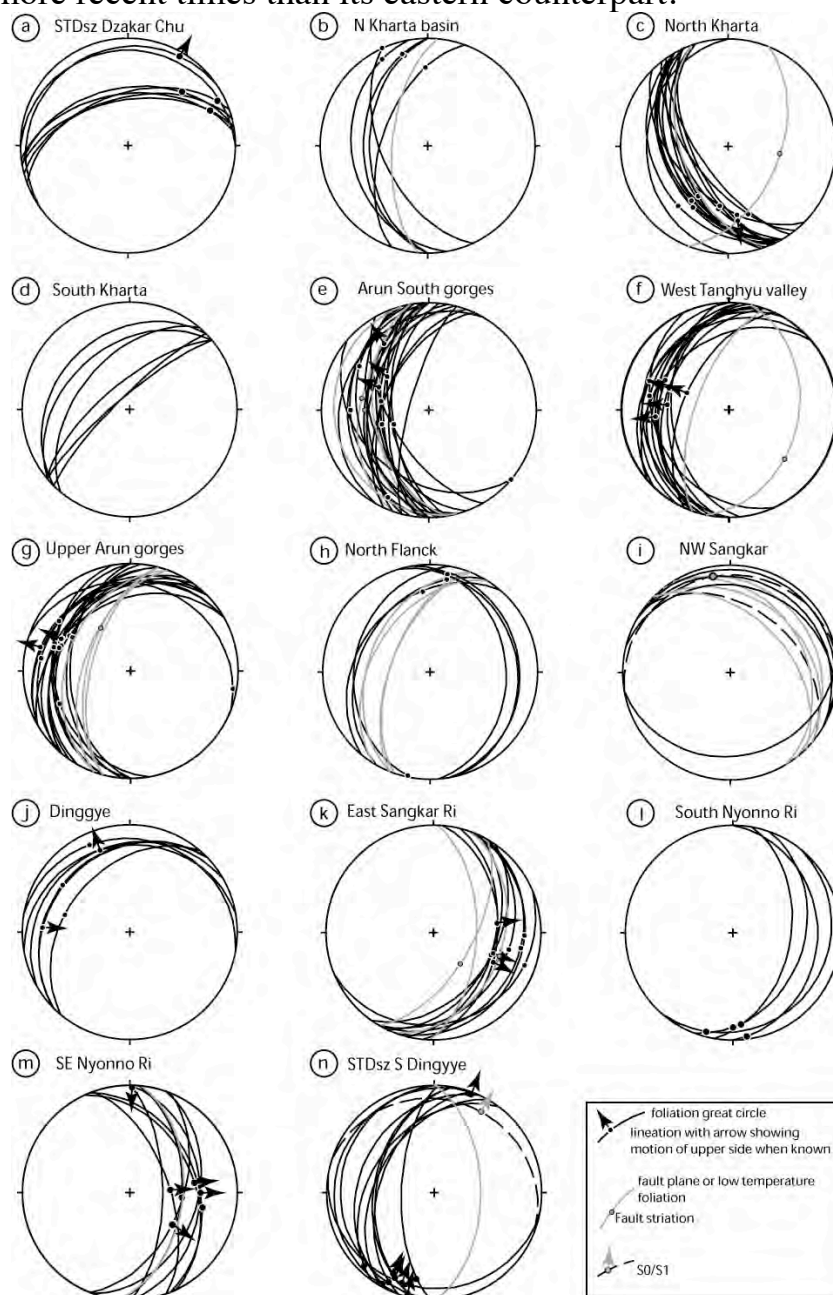 more recent times than its eastern counterpart.
a STDsz Dzakar Chu
b N Kharta basin
c North Kharta
d South Kharta
e Arun South gorges
f West Tanghyu valley
g Upper Arun gorges
h North Flanck
i NW Sangkar
j Dinggye
k East Sangkar Ri
l South Nyonno Ri
m SE Nyonno Ri
n STDsz S Dingyye
foliation great circle
lineation with arrow showing
motion of upper side when known
fault plane or low temperature
foliation
Fault striation
S0/S1